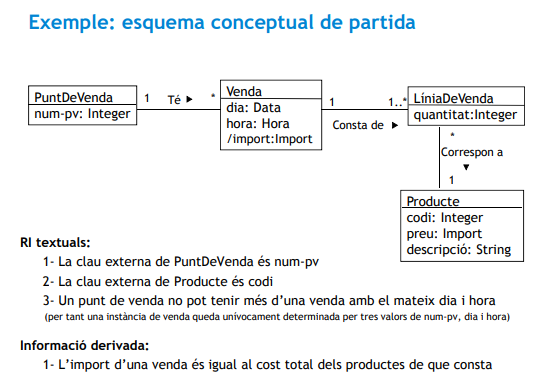 Exemple: esquema conceptual de partida
PuntDeVenda
num-pv: Integer
1
Té
*
Venda
dia: Data
hora: Hora
/import:Import
1
Consta de
1..*
LíniaDeVenda
quantitat:Integer
*
Correspon a
1
Producte
codi: Integer
preu: Import
descripció: String
RI textuals:
1- La clau externa de PuntDeVenda és num-pv
2- La clau externa de Producte és codi
3- Un punt de venda no pot tenir més d'una venda amb el mateix dia i hora
(per tant una instància de venda queda unívocament determinada per tres valors de num-pv, dia i hora)
Informació derivada:
1- L'import d'una venda és igual al cost total dels productes de que consta